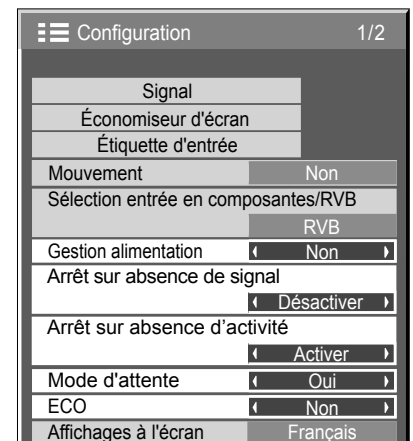 Configuration 1/2
Signal
Économiseur d'écran
Étiquette d'entrée
Mouvement Non
Sélection entrée en composantes/RVB
RVB
Gestion alimentation Non
Arrêt sur absence de signal
Désactiver
Arrêt sur absence d'activité
Activer
Mode d'attente Oui
ECO Non
Affichages à l'écran Français